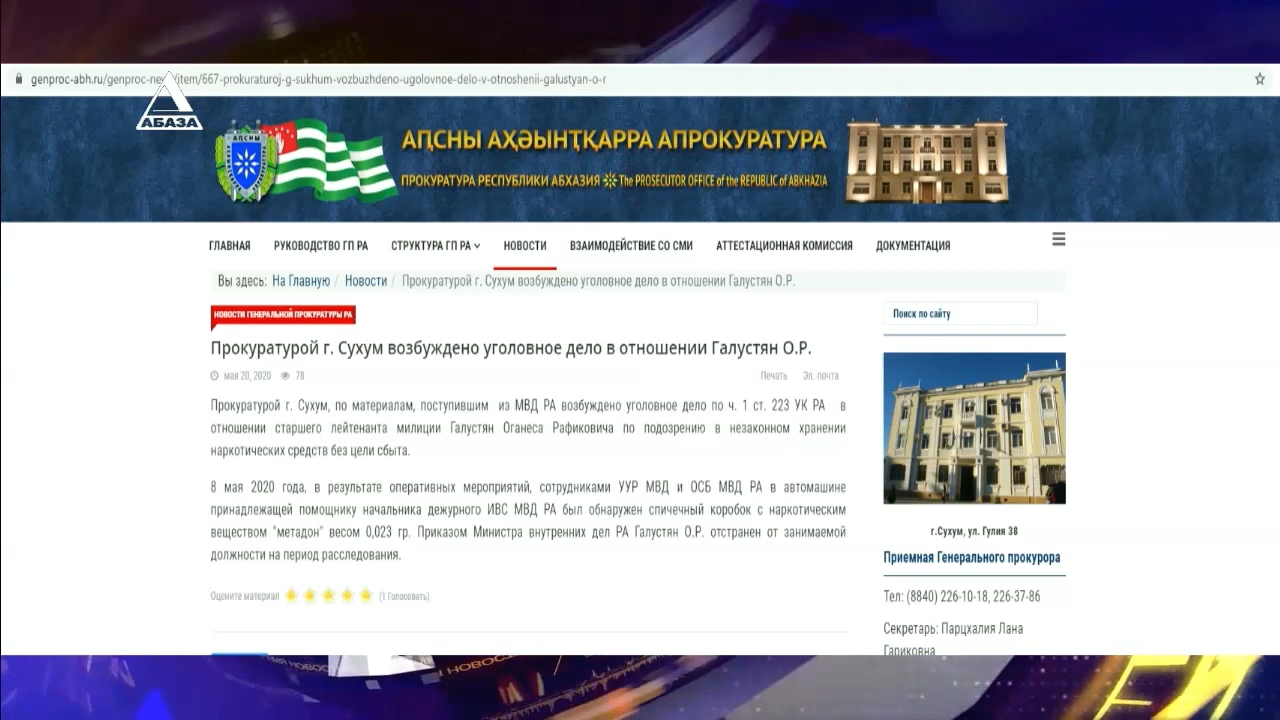 genproc-abh.ru/genproc-new/item/667-prokuraturoj-g-sukhum-vozbuzhdeno-ugolovnoe-delo-v-otnoshenii-galustyan-o-r
АБАЗА
АԤСНЫ
АԤСНЫ АҲӘЫНҬҚАРРА АПРОКУРАТУРА
ПРОКУРАТУРА РЕСПУБЛИКИ АБХАЗИЯ The PROSECUTOR OFFICE of the REPUBLIC of ABKHAZIA
ГЛАВНАЯ РУКОВОДСТВО ГП РА СТРУКТУРА ГП РА НОВОСТИ ВЗАИМОДЕЙСТВИЕ СО СМИ АТТЕСТАЦИОННАЯ КОМИССИЯ ДОКУМЕНТАЦИЯ
Вы здесь: На Главную / Новости / Прокуратурой г. Сухум возбуждено уголовное дело в отношении Галустян О.Р.
НОВОСТИ ГЕНЕРАЛЬНОЙ ПРОКУРАТУРЫ РА
Прокуратурой г. Сухум возбуждено уголовное дело в отношении Галустян О.Р.
мая 20, 2020 78 Печать Эл. почта
Прокуратурой г. Сухум, по материалам, поступившим из МВД РА возбуждено уголовное дело по ч. 1 ст. 223 УК РА в
отношении старшего лейтенанта милиции Галустян Оганеса Рафиковича по подозрению в незаконном хранении
наркотических средств без цели сбыта.
8 мая 2020 года, в результате оперативных мероприятий, сотрудниками УУР МВД и ОСБ МВД РА в автомашине
принадлежащей помощнику начальника дежурного ИВС МВД РА был обнаружен спичечный коробок с наркотическим
веществом "метадон" весом 0,023 гр. Приказом Министра внутренних дел РА Галустян О.Р. отстранен от занимаемой
должности на период расследования.
Оцените материал (1 Голосовать)
Поиск по сайту
г.Сухум, ул. Гулия 38
Приемная Генерального прокурора
Тел: (8840) 226-10-18, 226-37-86
Секретарь: Парцхалия Лана
Гариковна